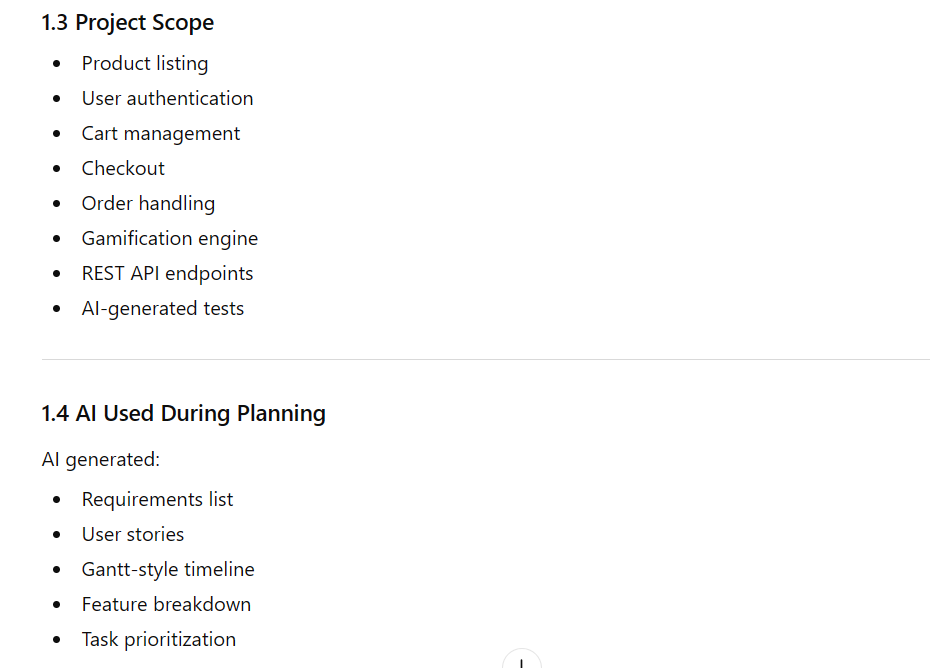 1.3 Project Scope
• Product listing
• User authentication
• Cart management
• Checkout
• Order handling
• Gamification engine
• REST API endpoints
• AI-generated tests
1.4 AI Used During Planning
AI generated:
• Requirements list
• User stories
• Gantt-style timeline
• Feature breakdown
• Task prioritization